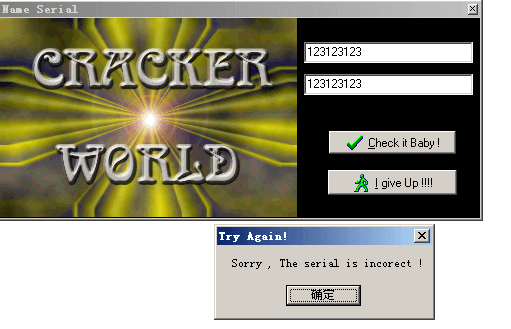 Name Serial
CRACKER
WORLD
123123123
123123123
Check it Baby !
I give Up !!!!
Try Again!
Sorry , The serial is incorect !
确定